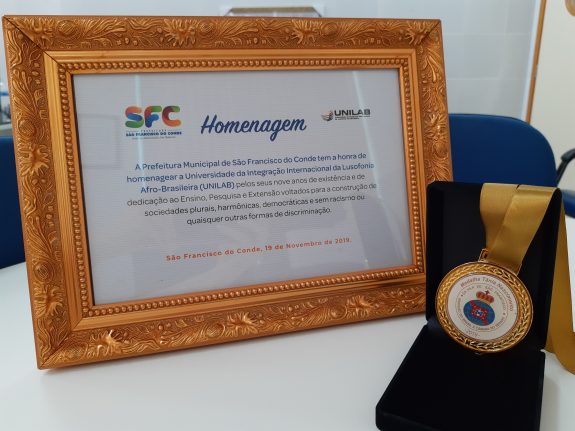 SFC
PREFEITURA
SÃO FRANCISCO DO CONDE
Homenagem
UNILAB
A Prefeitura Municipal de São Francisco do Conde tem a honra de
homenagear a Universidade da Integração Internacional da Lusofonia
Afro-Brasileira (UNILAB) pelos seus nove anos de existência e de
dedicação ao Ensino, Pesquisa e Extensão voltados para a construção de
sociedades plurais, harmônicas, democráticas e sem racismo ou
quaisquer outras formas de discriminação.
São Francisco do Conde, 19 de Novembro de 2019.